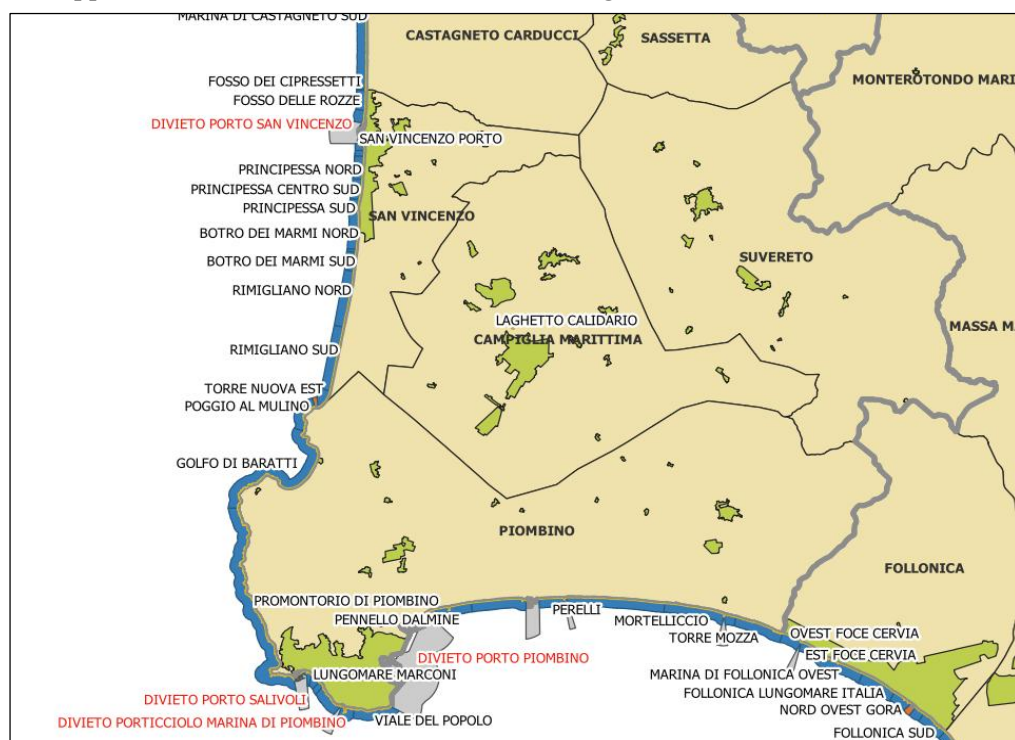 MARINA DI CASTAGNETO SUD
CASTAGNETO CARDUCCI
SASSETTA
FOSSO DEI CIPRESSETTI
MONTEROTONDO MARI
FOSSO DELLE ROZZE
DIVIETO PORTO SAN VINCENZO
SAN VINCENZO PORTO
PRINCIPESSA NORD
PRINCIPESSA CENTRO SUD
PRINCIPESSA SUD
SAN VINCENZO
BOTRO DEI MARMI NORD
BOTRO DEI MARMI SUD
SUVERETO
RIMIGLIANO NORD
LAGHETTO CALIDARIO
MASSA MA
CAMPIGLIA MARITTIMA
RIMIGLIANO SUD
TORRE NUOVA EST
POGGIO AL MULINO
GOLFO DI BARATTI
PIOMBINO
FOLLONICA
PROMONTORIO DI PIOMBINO
PERELLI
PENNELLO DALMINE
MORTELLICCIO
TORRE MOZZA
OVEST FOCE CERVIA
EST FOCE CERVIA
DIVIETO PORTO PIOMBINO
LUNGOMARE MARCONI
MARINA DI FOLLONICA OVEST
FOLLONICA LUNGOMARE ITALIA
DIVIETO PORTO SALIVOLI
NORD OVEST GORA
DIVIETO PORTICCIOLO MARINA DI PIOMBINO
VIALE DEL POPOLO
FOLLONICA SUD